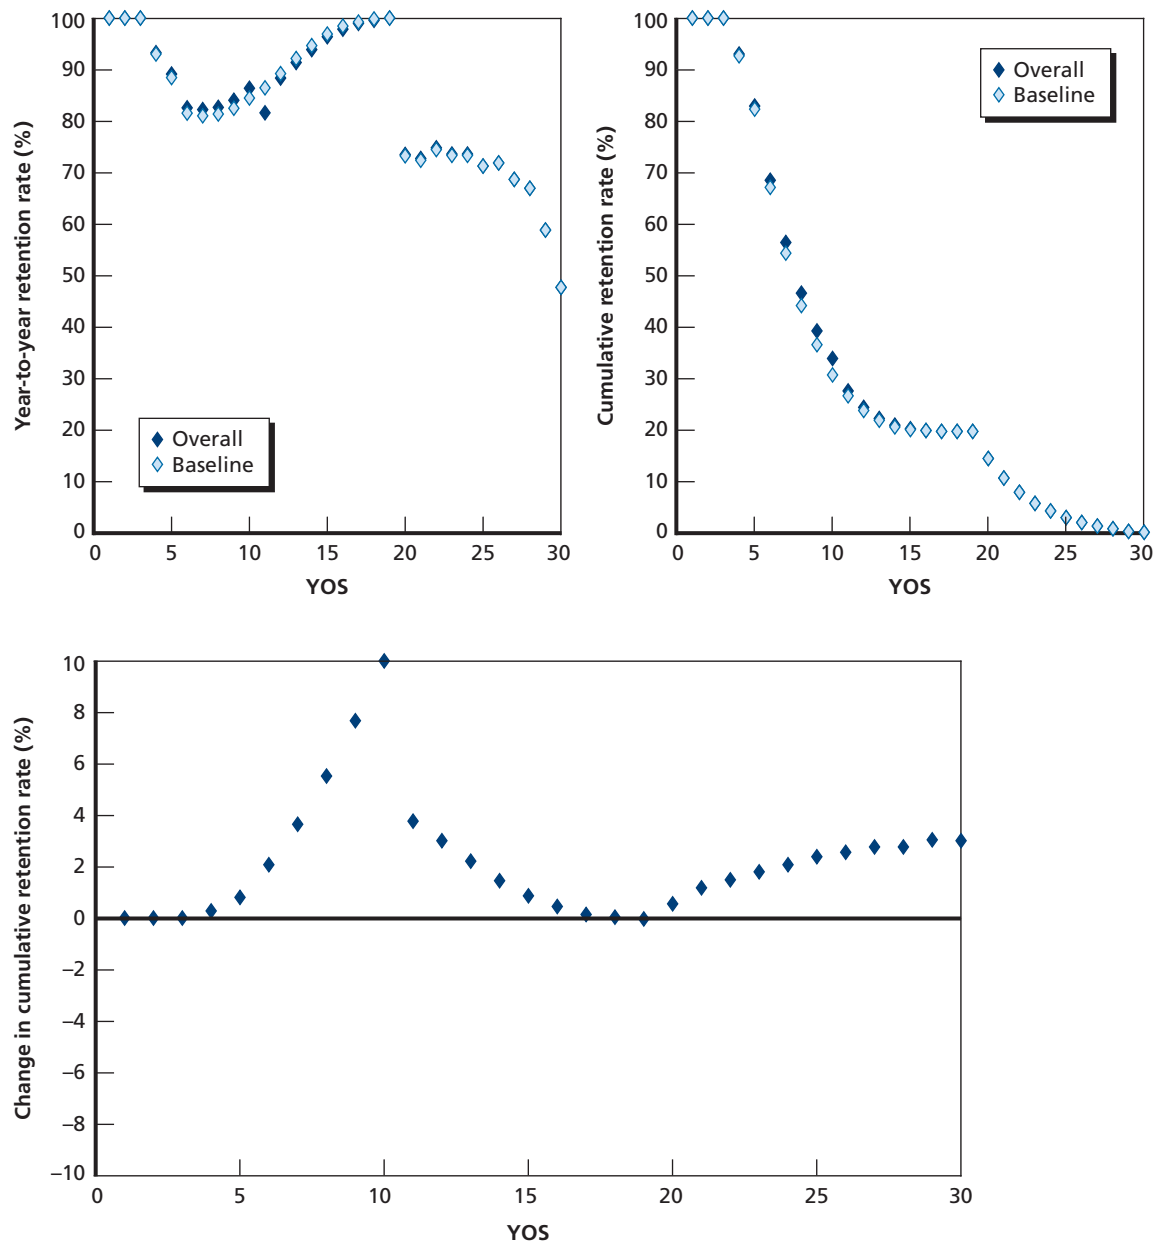 Year-to-year retention rate (%)
100
90
80
70
60
50
40
30
20
10
0
Overall
Baseline
0 5 10 15 20 25 30
YOS
Cumulative retention rate (%)
100
90
80
70
60
50
40
30
20
10
0
Overall
Baseline
0 5 10 15 20 25 30
YOS
Change in cumulative retention rate (%)
10
8
6
4
2
0
–2
–4
–6
–8
–10
0 5 10 15 20 25 30
YOS